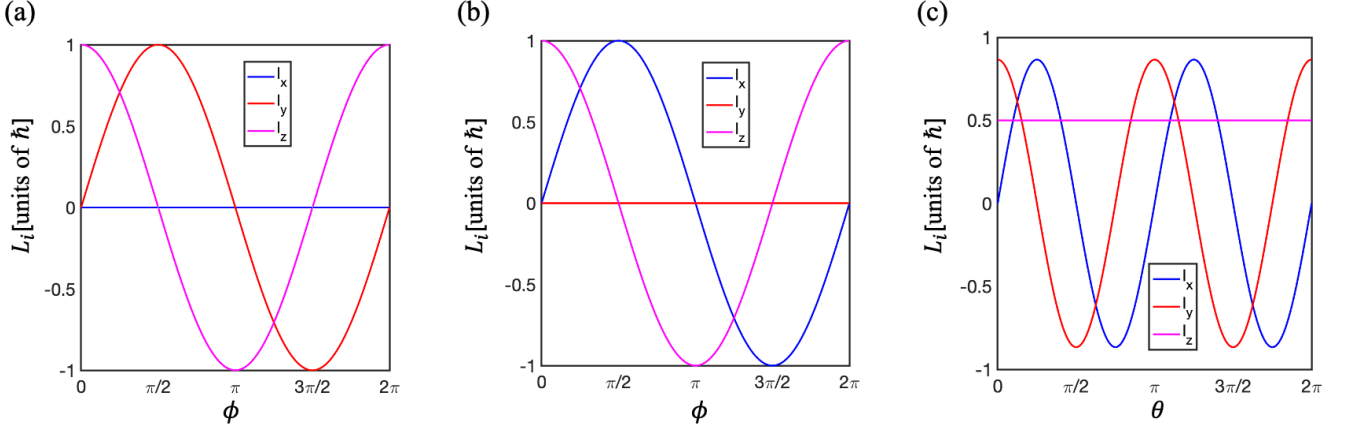 (a)
(b)
(c)
1
0.5
0
-0.5
-1
L_i[units of ħ]
l_x
l_y
l_z
0
π/2
π
3π/2
2π
ϕ
1
0.5
0
-0.5
-1
L_i[units of ħ]
l_x
l_y
l_z
0
π/2
π
3π/2
2π
ϕ
1
0.5
0
-0.5
-1
L_i[units of ħ]
l_x
l_y
l_z
0
π/2
π
3π/2
2π
θ